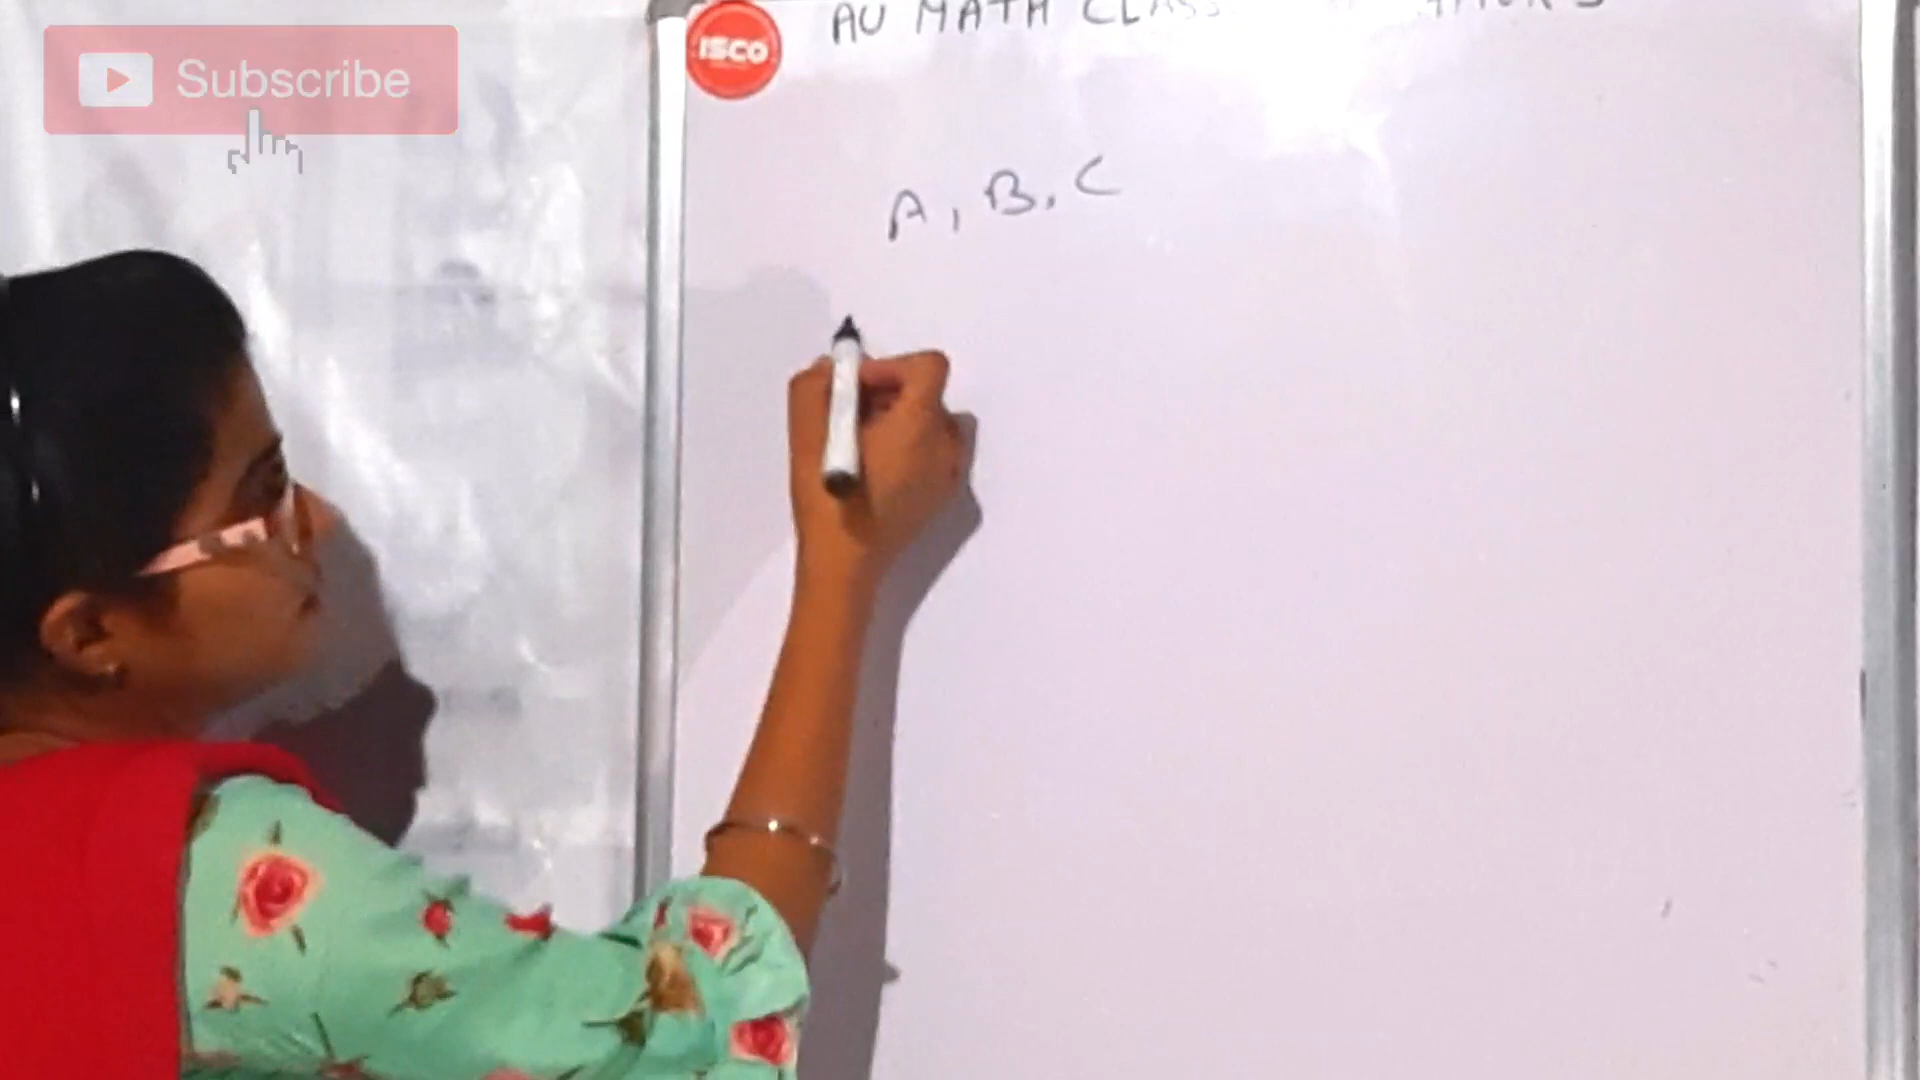 Subscribe
ISCO
AU MATH CLASS
A, B, C